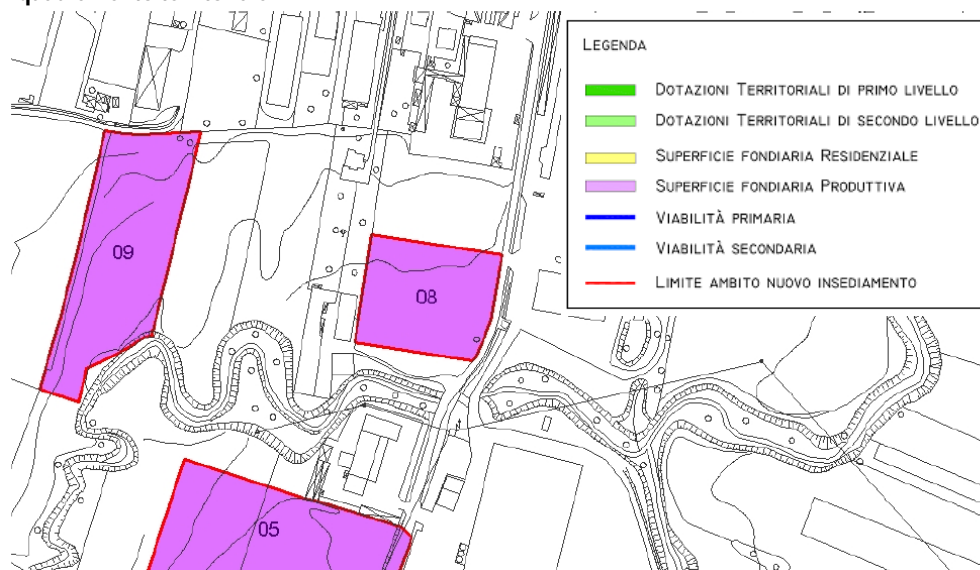 LEGENDA
DOTAZIONI TERRITORIALI DI PRIMO LIVELLO
DOTAZIONI TERRITORIALI DI SECONDO LIVELLO
SUPERFICIE FONDIARIA RESIDENZIALE
SUPERFICIE FONDIARIA PRODUTTIVA
VIABILITÀ PRIMARIA
VIABILITÀ SECONDARIA
LIMITE AMBITO NUOVO INSEDIAMENTO
09
08
05